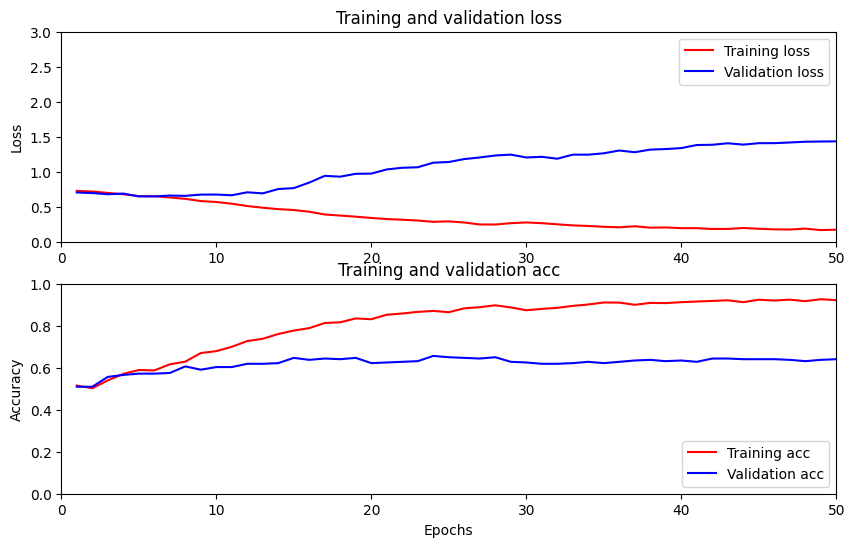 Training and validation loss
3.0
2.5
2.0
1.5
1.0
0.5
0.0
Loss
Training loss
Validation loss
0 10 20 30 40 50
Training and validation acc
1.0
0.8
0.6
0.4
0.2
0.0
Accuracy
Training acc
Validation acc
0 10 20 30 40 50
Epochs